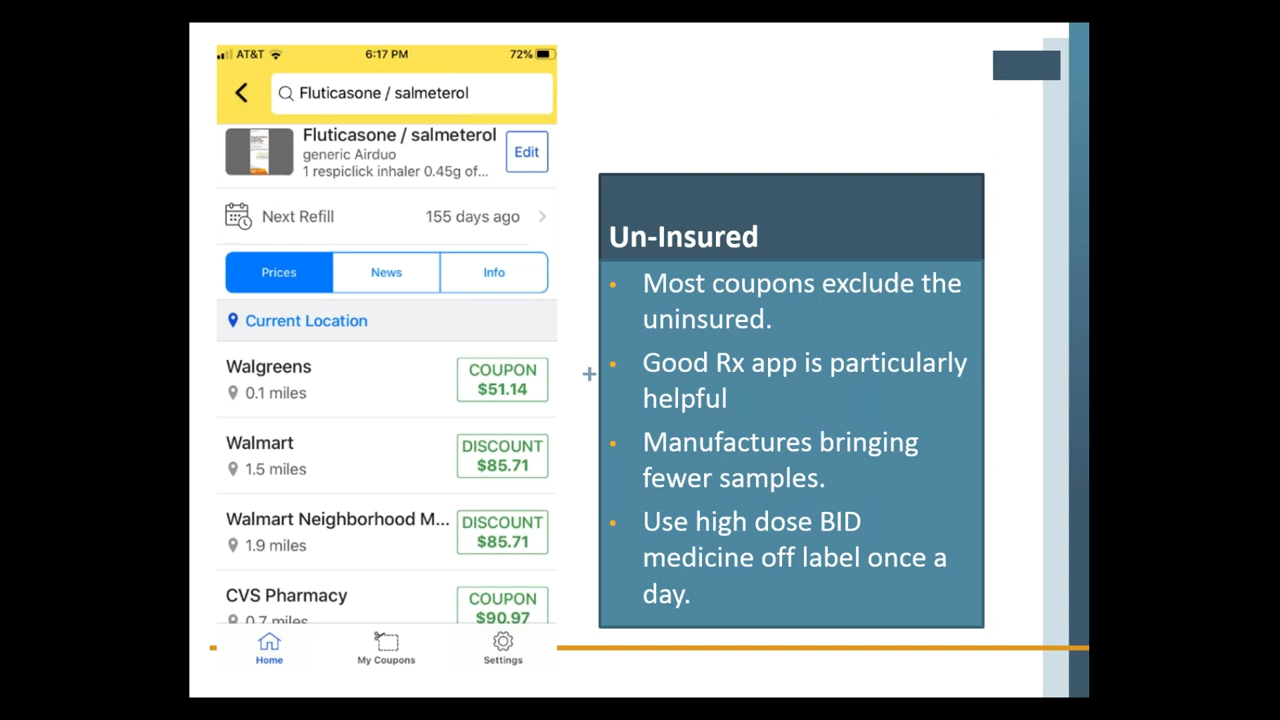 AT&T 6:17 PM 72%
Fluticasone / salmeterol
Fluticasone / salmeterol
generic Airduo
1 respiclick inhaler 0.45g of...
Edit
Next Refill 155 days ago
Prices News Info
Current Location
Walgreens
0.1 miles
COUPON
$51.14
Walmart
1.5 miles
DISCOUNT
$85.71
Walmart Neighborhood M...
1.9 miles
DISCOUNT
$85.71
CVS Pharmacy
0.7 miles
COUPON
$90.97
Home My Coupons Settings
+
Un-Insured
• Most coupons exclude the
uninsured.
• Good Rx app is particularly
helpful
• Manufactures bringing
fewer samples.
• Use high dose BID
medicine off label once a
day.